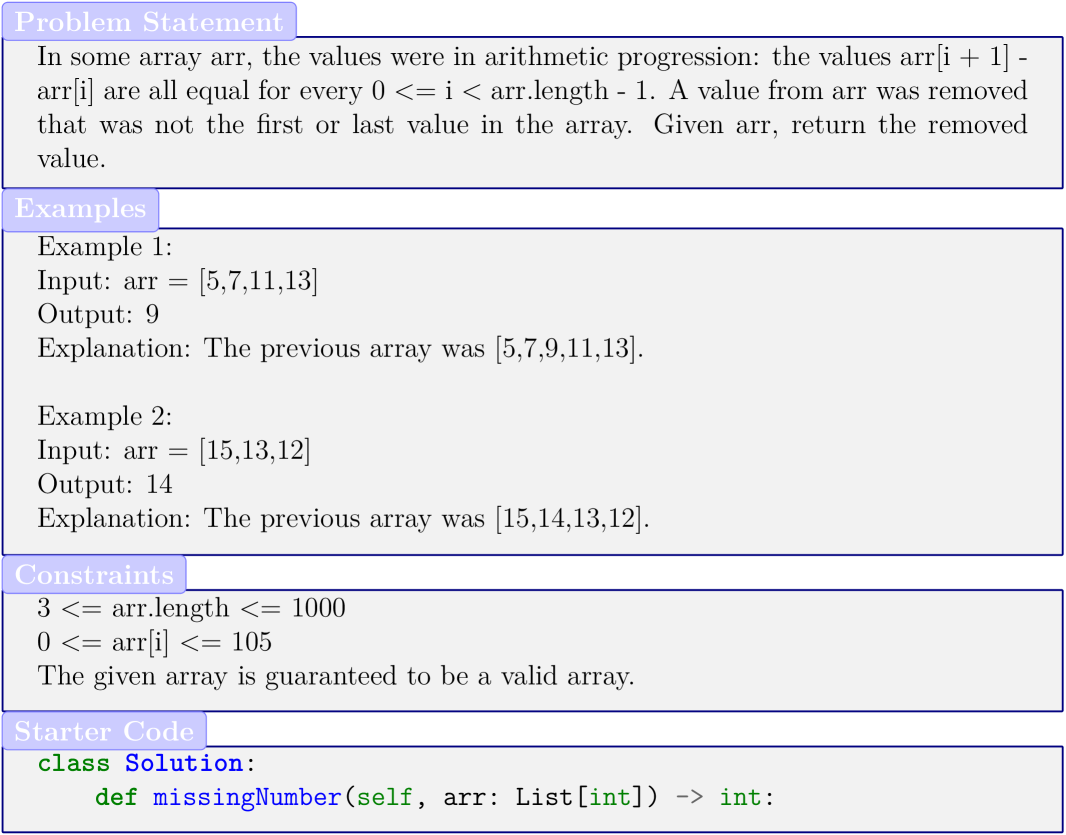 Problem Statement
In some array arr, the values were in arithmetic progression: the values arr[i + 1] -
arr[i] are all equal for every 0 <= i < arr.length - 1. A value from arr was removed
that was not the first or last value in the array. Given arr, return the removed
value.
Examples
Example 1:
Input: arr = [5,7,11,13]
Output: 9
Explanation: The previous array was [5,7,9,11,13].
Example 2:
Input: arr = [15,13,12]
Output: 14
Explanation: The previous array was [15,14,13,12].
Constraints
3 <= arr.length <= 1000
0 <= arr[i] <= 105
The given array is guaranteed to be a valid array.
Starter Code
class Solution:
    def missingNumber(self, arr: List[int]) -> int: